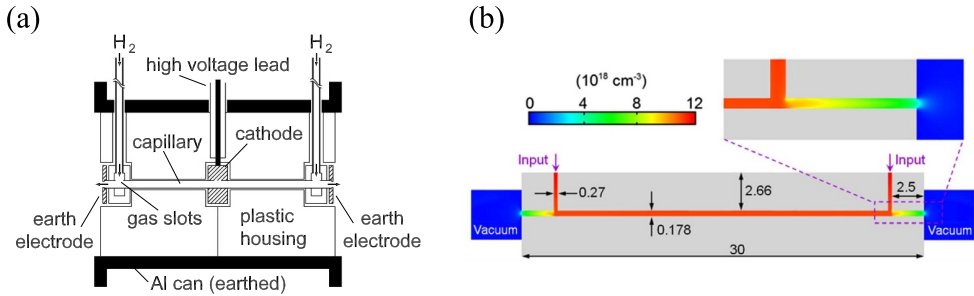 (a)
H2
H2
high voltage lead
cathode
capillary
earth
electrode
gas slots
plastic
housing
earth
electrode
Al can (earthed)
(b)
(10^18 cm^-3)
0 4 8 12
Input
Input
0.27
2.66
2.5
0.178
Vacuum
Vacuum
30